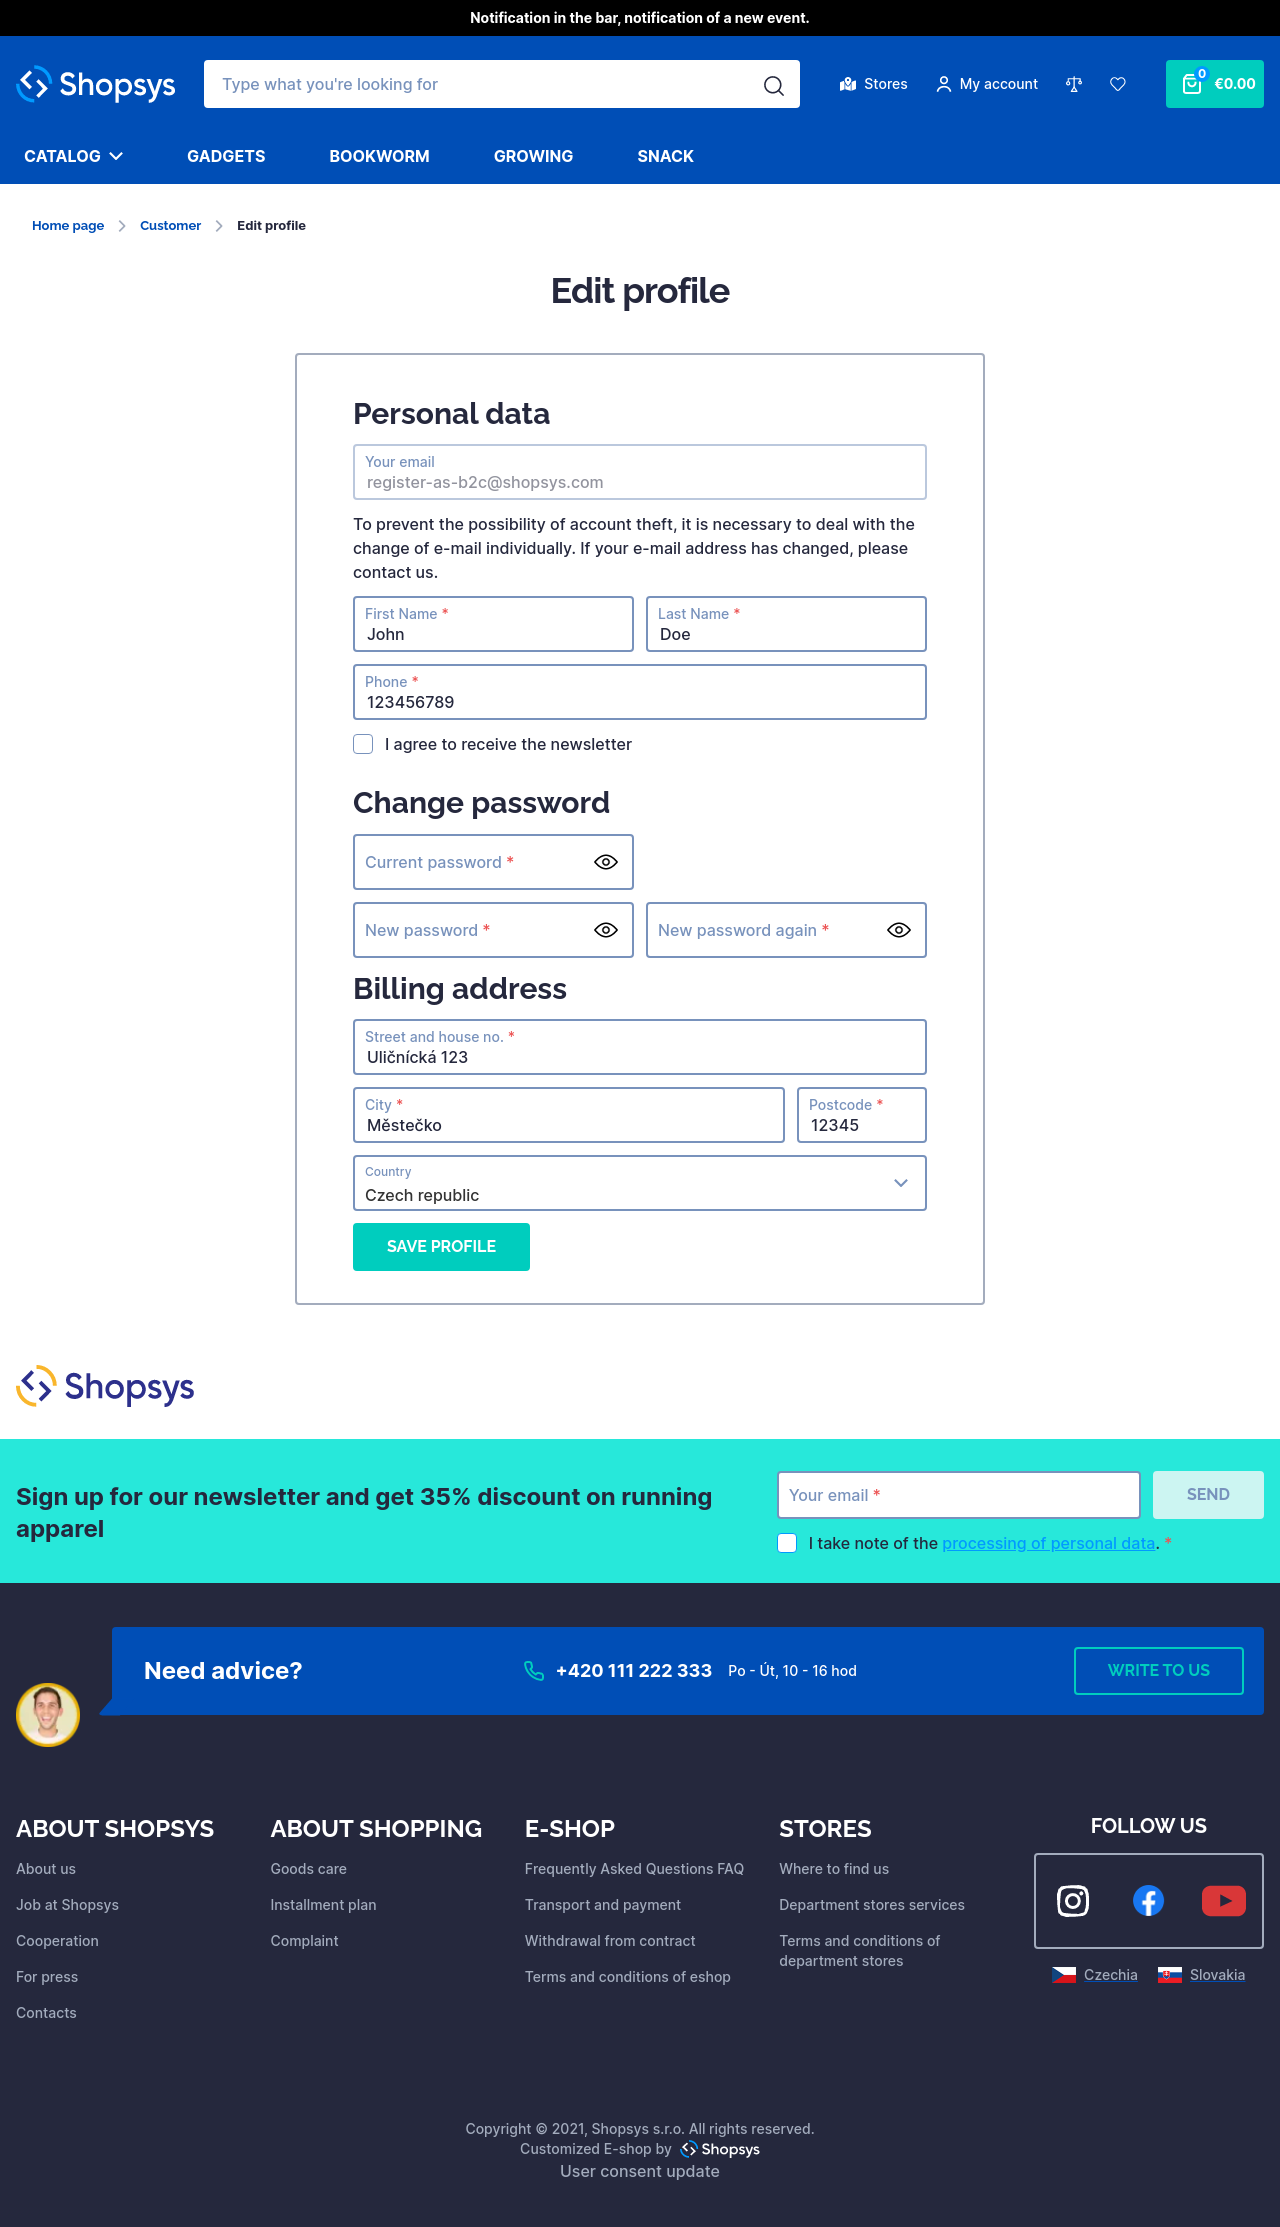 Notification in the bar, notification of a new event.
Shopsys
Type what you're looking for
Stores
My account
0
€0.00
CATALOG
GADGETS
BOOKWORM
GROWING
SNACK
Home page
Customer
Edit profile
Edit profile
Personal data
Your email
register-as-b2c@shopsys.com
To prevent the possibility of account theft, it is necessary to deal with the
change of e-mail individually. If your e-mail address has changed, please
contact us.
First Name *
John
Last Name *
Doe
Phone *
123456789
I agree to receive the newsletter
Change password
Current password *
New password *
New password again *
Billing address
Street and house no. *
Uličnícká 123
City *
Městečko
Postcode *
12345
Country
Czech republic
SAVE PROFILE
Shopsys
Sign up for our newsletter and get 35% discount on running
apparel
Your email *
SEND
I take note of the processing of personal data. *
Need advice?
+420 111 222 333
Po - Út, 10 - 16 hod
WRITE TO US
ABOUT SHOPSYS
About us
Job at Shopsys
Cooperation
For press
Contacts
ABOUT SHOPPING
Goods care
Installment plan
Complaint
E-SHOP
Frequently Asked Questions FAQ
Transport and payment
Withdrawal from contract
Terms and conditions of eshop
STORES
Where to find us
Department stores services
Terms and conditions of
department stores
FOLLOW US
Czechia
Slovakia
Copyright © 2021, Shopsys s.r.o. All rights reserved.
Customized E-shop by Shopsys
User consent update